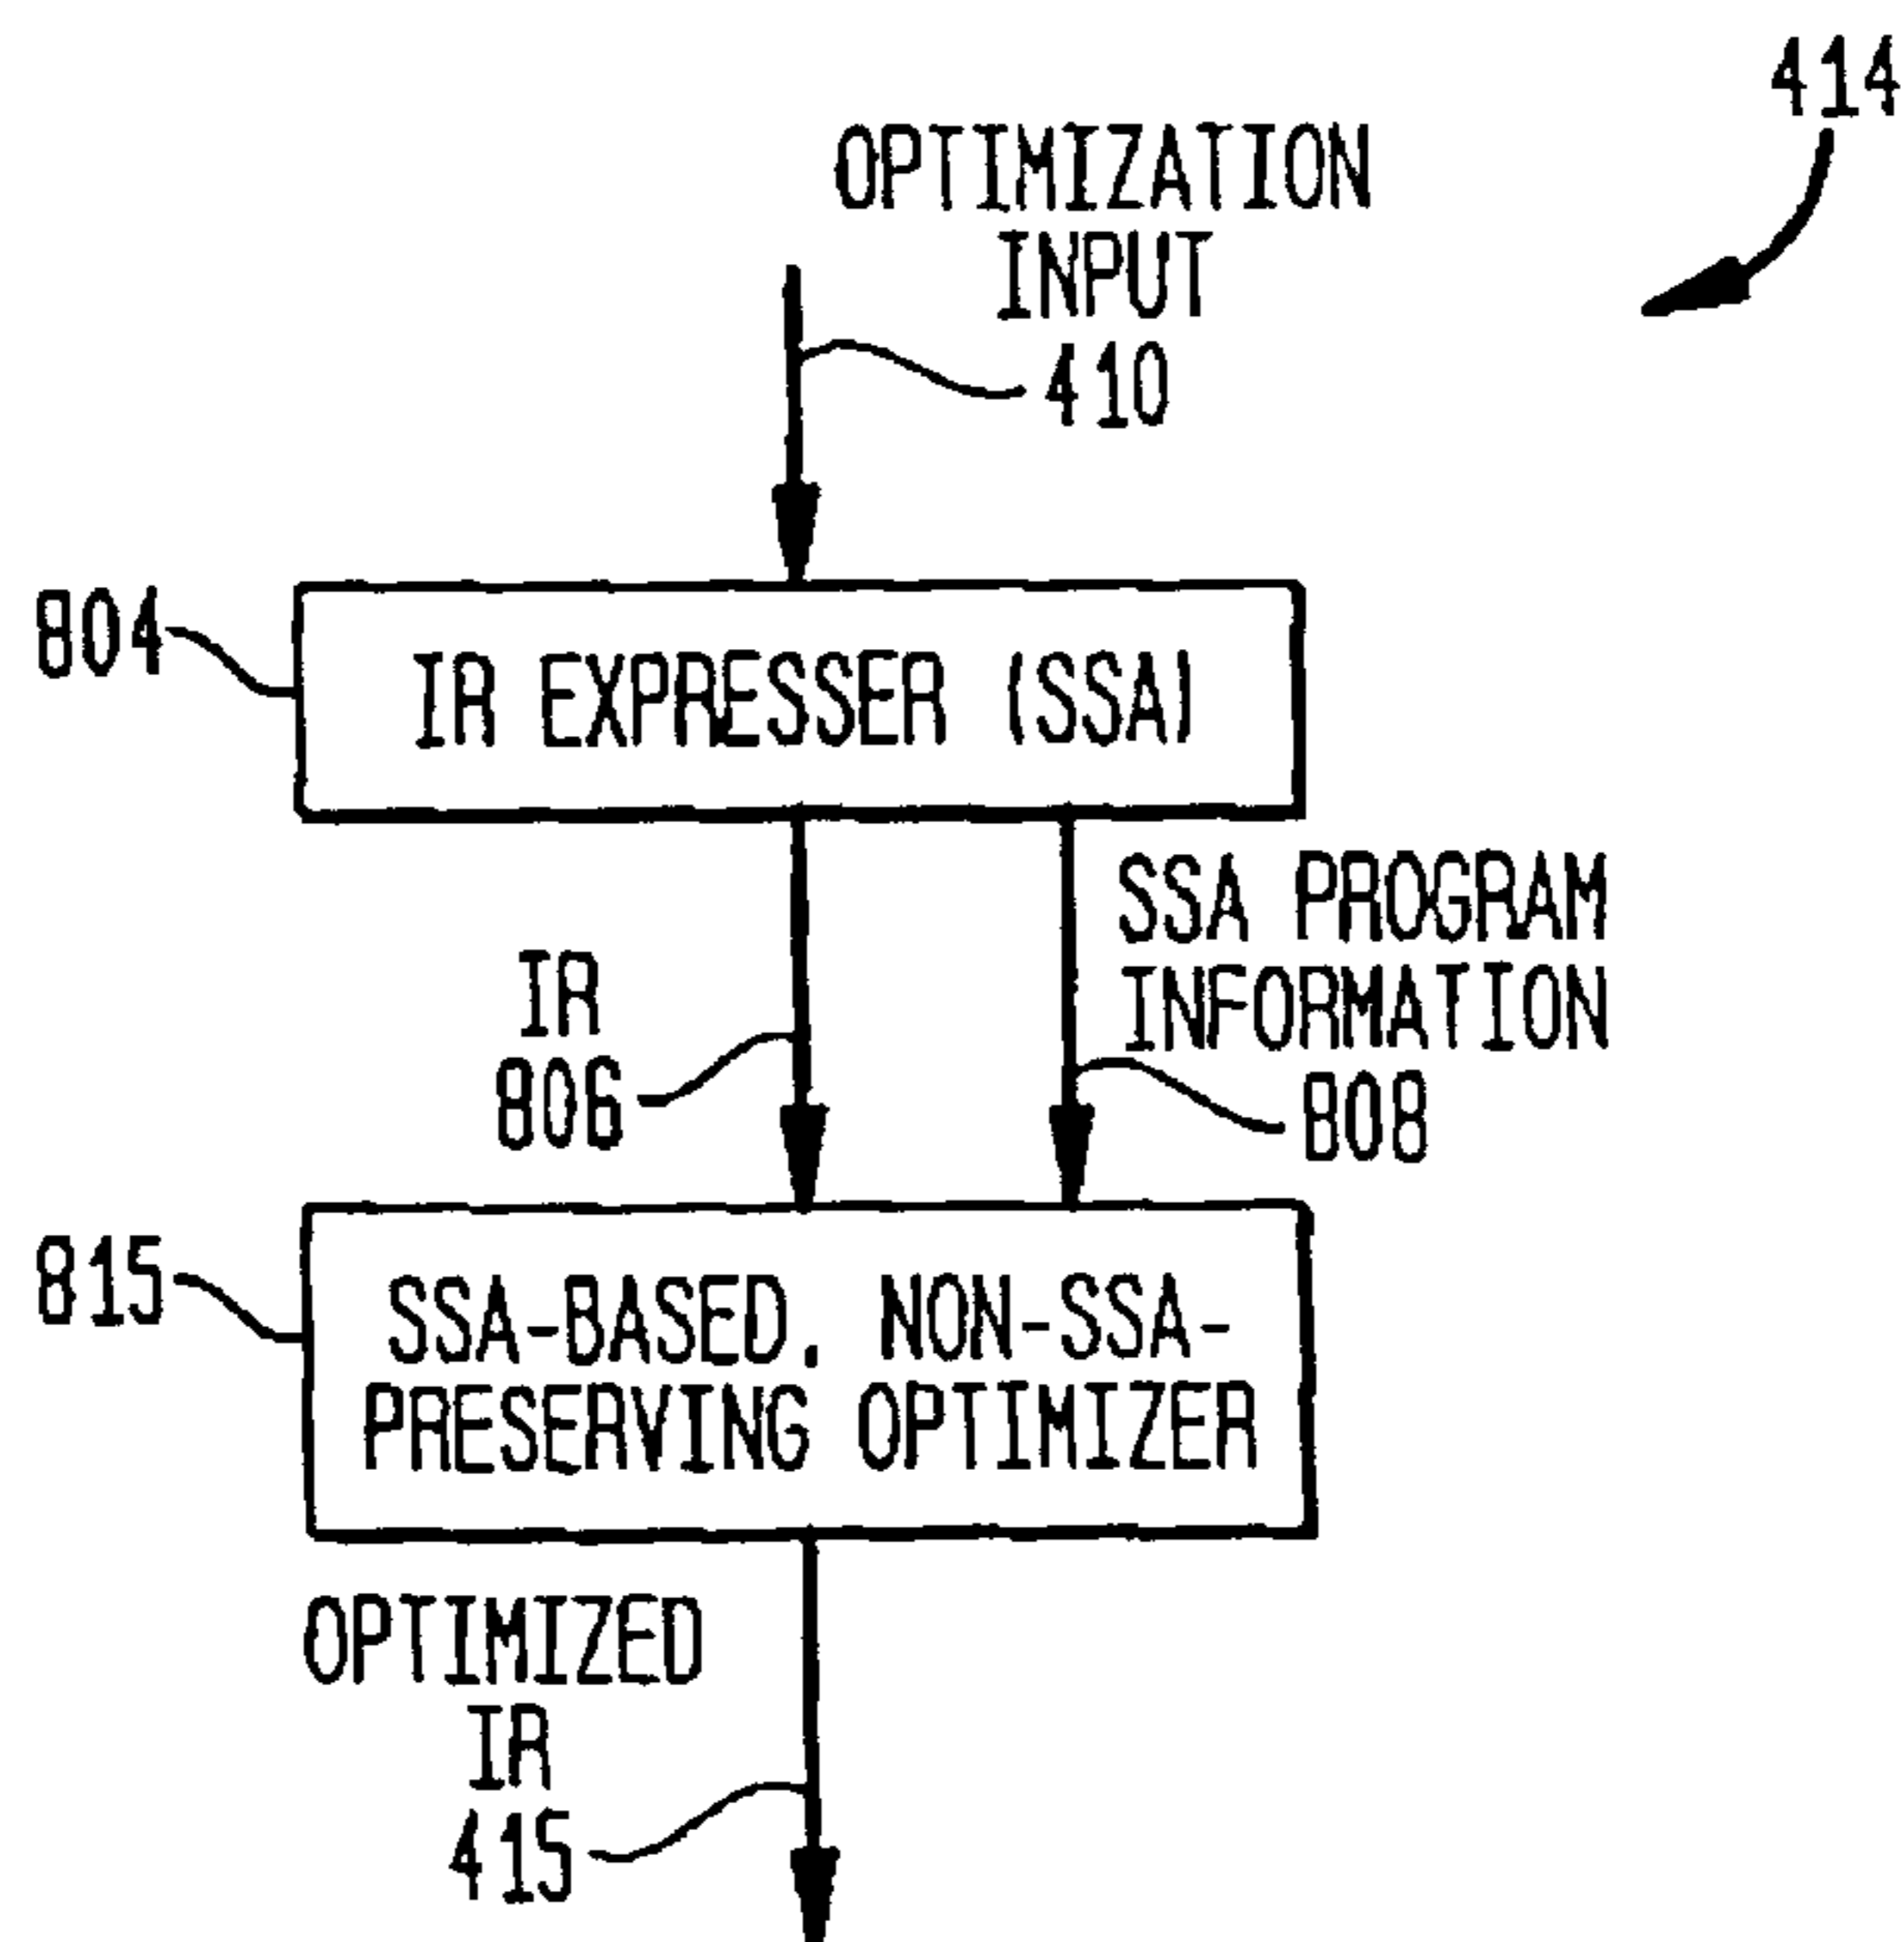 414
OPTIMIZATION
INPUT
410
804
IR EXPRESSER (SSA)
IR
806
SSA PROGRAM
INFORMATION
808
815
SSA-BASED, NON-SSA-
PRESERVING OPTIMIZER
OPTIMIZED
IR
415